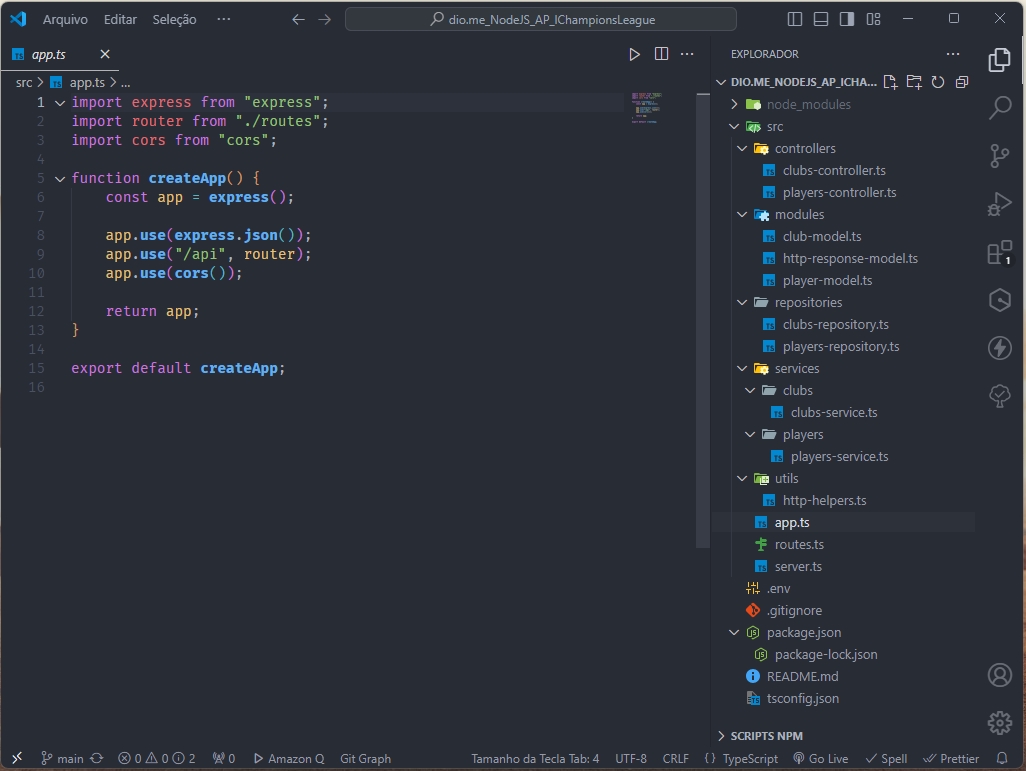 Arquivo Editar Seleção ··· dio.me_NodeJS_AP_IChampionsLeague
app.ts
src > app.ts > ...
1 import express from "express";
2 import router from "./routes";
3 import cors from "cors";
4
5 function createApp() {
6 const app = express();
7
8 app.use(express.json());
9 app.use("/api", router);
10 app.use(cors());
11
12 return app;
13 }
14
15 export default createApp;
16
EXPLORADOR
DIO.ME_NODEJS_AP_ICHA...
node_modules
src
controllers
clubs-controller.ts
players-controller.ts
modules
club-model.ts
http-response-model.ts
player-model.ts
repositories
clubs-repository.ts
players-repository.ts
services
clubs
clubs-service.ts
players
players-service.ts
utils
http-helpers.ts
app.ts
routes.ts
server.ts
.env
.gitignore
package.json
package-lock.json
README.md
tsconfig.json
SCRIPTS NPM
1
main 0 0 2 0 Amazon Q Git Graph Tamanho da Tecla Tab: 4 UTF-8 CRLF {} TypeScript Go Live Spell Prettier